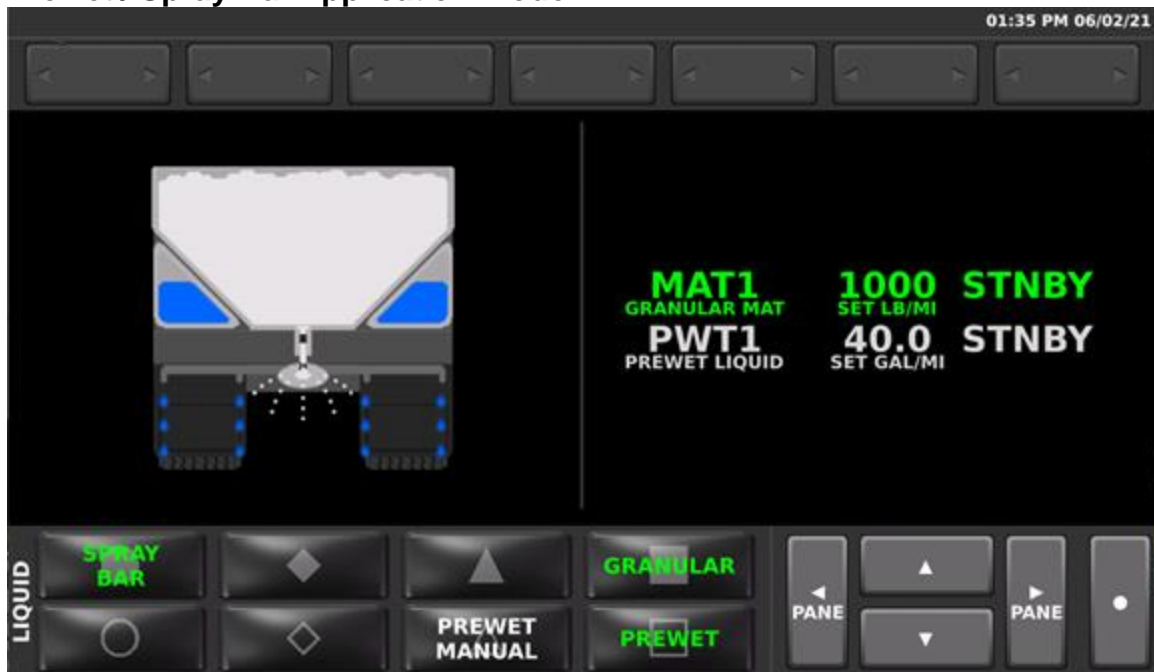 01:35 PM 06/02/21
MAT1 1000 STNBY
GRANULAR MAT SET LB/MI
PWT1 40.0 STNBY
PREWET LIQUID SET GAL/MI
LIQUID
SPRAY
BAR
GRANULAR
PREWET
MANUAL
PREWET
PANE
PANE